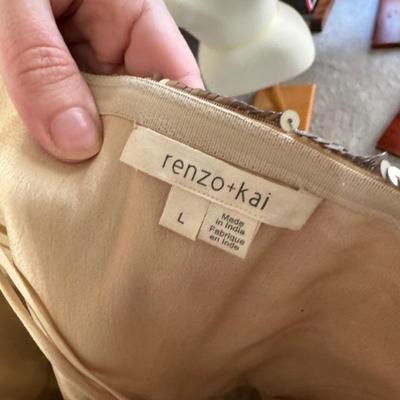 renzo+kai
L
Made
in India
Fabriqué
en Inde